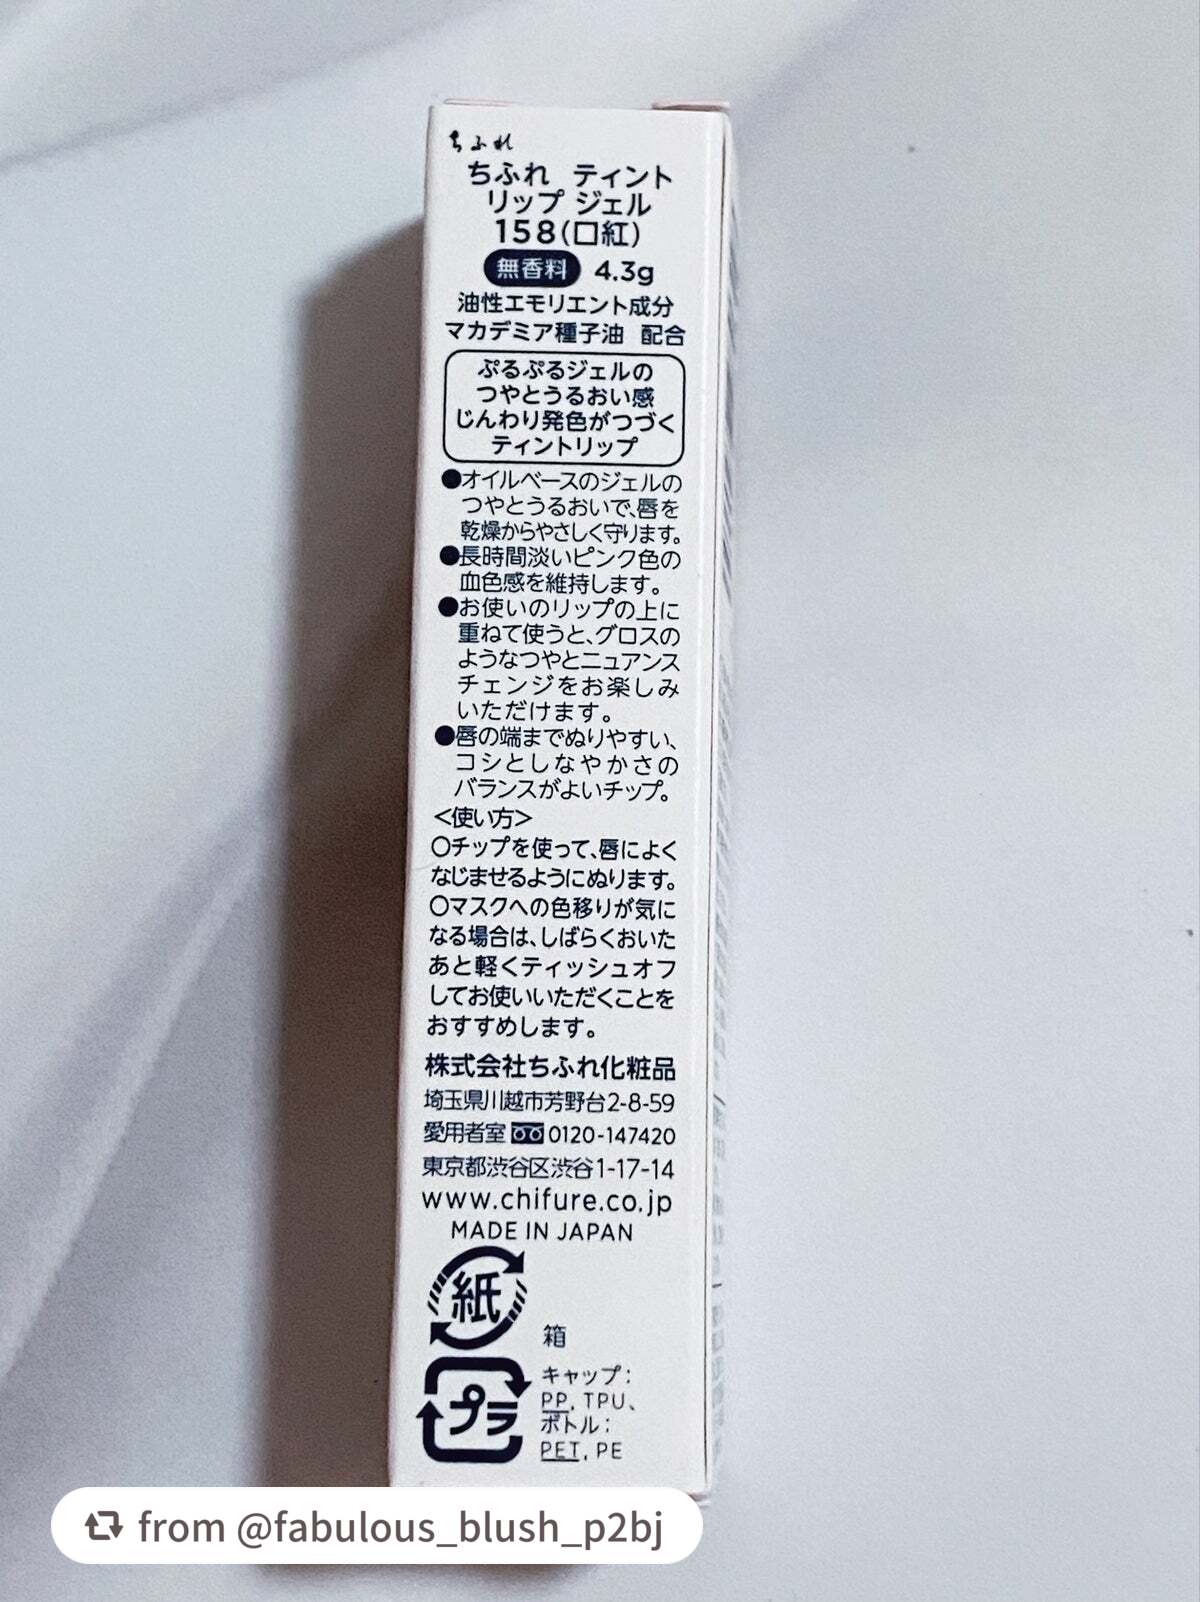 ちふれ
ちふれ ティント
リップ ジェル
158(口紅)
無香料 4.3g
油性エモリエント成分
マカデミア種子油 配合
ぷるぷるジェルの
つやとうるおい感
じんわり発色がつづく
ティントリップ
●オイルベースのジェルの
つやとうるおいで、唇を
乾燥からやさしく守ります。
●長時間淡いピンク色の
血色感を維持します。
●お使いのリップの上に
重ねて使うと、グロスの
ようなつやとニュアンス
チェンジをお楽しみ
いただけます。
●唇の端までぬりやすい、
コシとしなやかさの
バランスがよいチップ。
<使い方>
○チップを使って、唇によく
なじませるようにぬります。
○マスクへの色移りが気に
なる場合は、しばらくおいた
あと軽くティッシュオフ
してお使いいただくことを
おすすめします。
株式会社ちふれ化粧品
埼玉県川越市芳野台2-8-59
愛用者室 0120-147420
東京都渋谷区渋谷1-17-14
www.chifure.co.jp
MADE IN JAPAN
紙
箱
プラ
キャップ:
PP, TPU、
ボトル:
PET, PE
from @fabulous_blush_p2bj